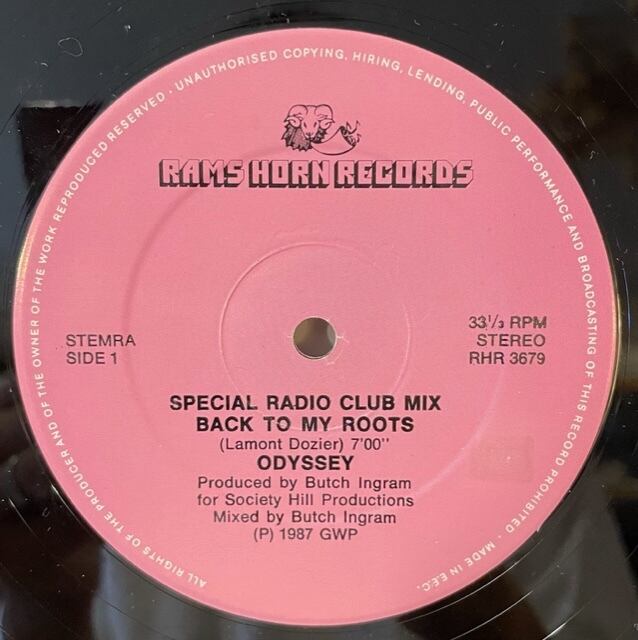 ALL RIGHTS OF THE PRODUCER AND OF THE OWNER OF THE WORK REPRODUCED RESERVED · UNAUTHORISED COPYING, HIRING, LENDING, PUBLIC PERFORMANCE AND BROADCASTING OF THIS RECORD PROHIBITED · MADE IN E.E.C.
RAMS HORN RECORDS
STEMRA
SIDE 1
33 1/3 RPM
STEREO
RHR 3679
SPECIAL RADIO CLUB MIX
BACK TO MY ROOTS
(Lamont Dozier) 7'00''
ODYSSEY
Produced by Butch Ingram
for Society Hill Productions
Mixed by Butch Ingram
(P) 1987 GWP